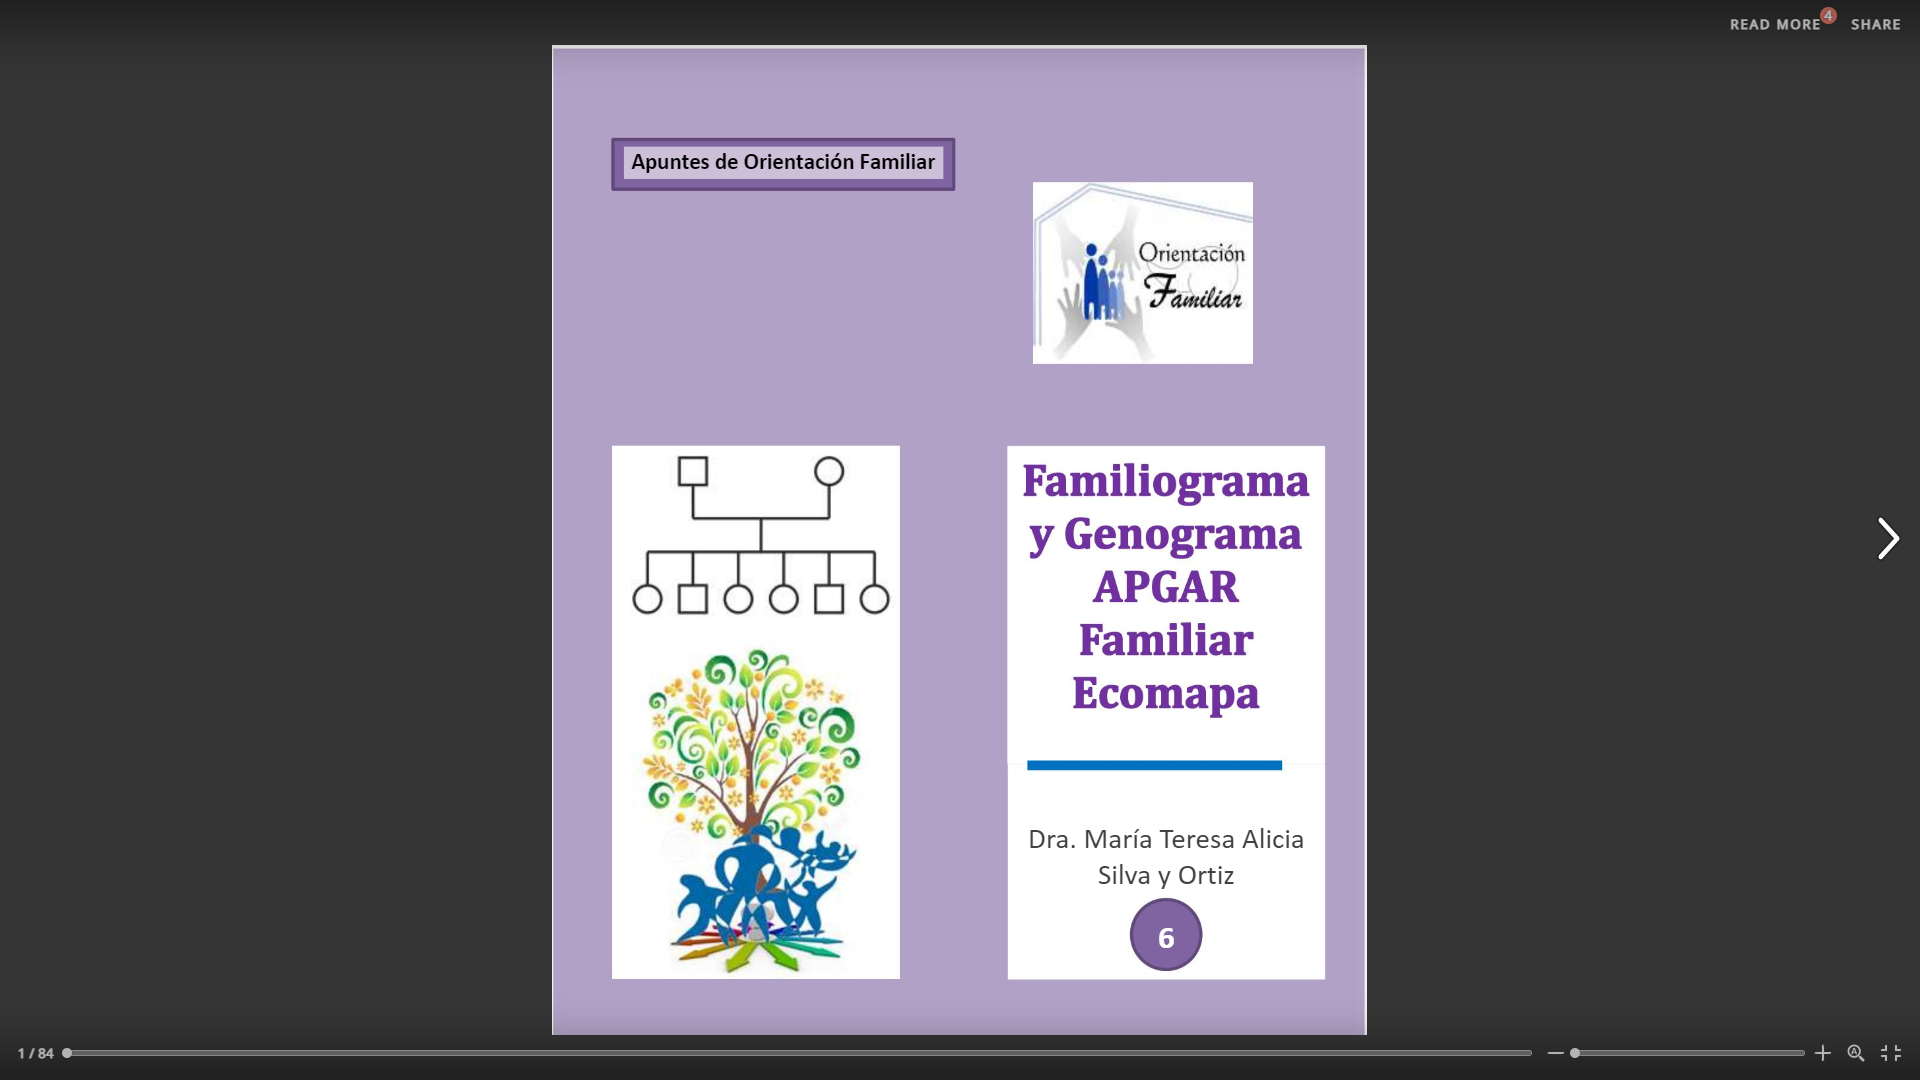 READ MORE 4 SHARE
Apuntes de Orientación Familiar
Orientación
Familiar
Familiograma
y Genograma
APGAR
Familiar
Ecomapa
Dra. María Teresa Alicia
Silva y Ortiz
6
1 / 84